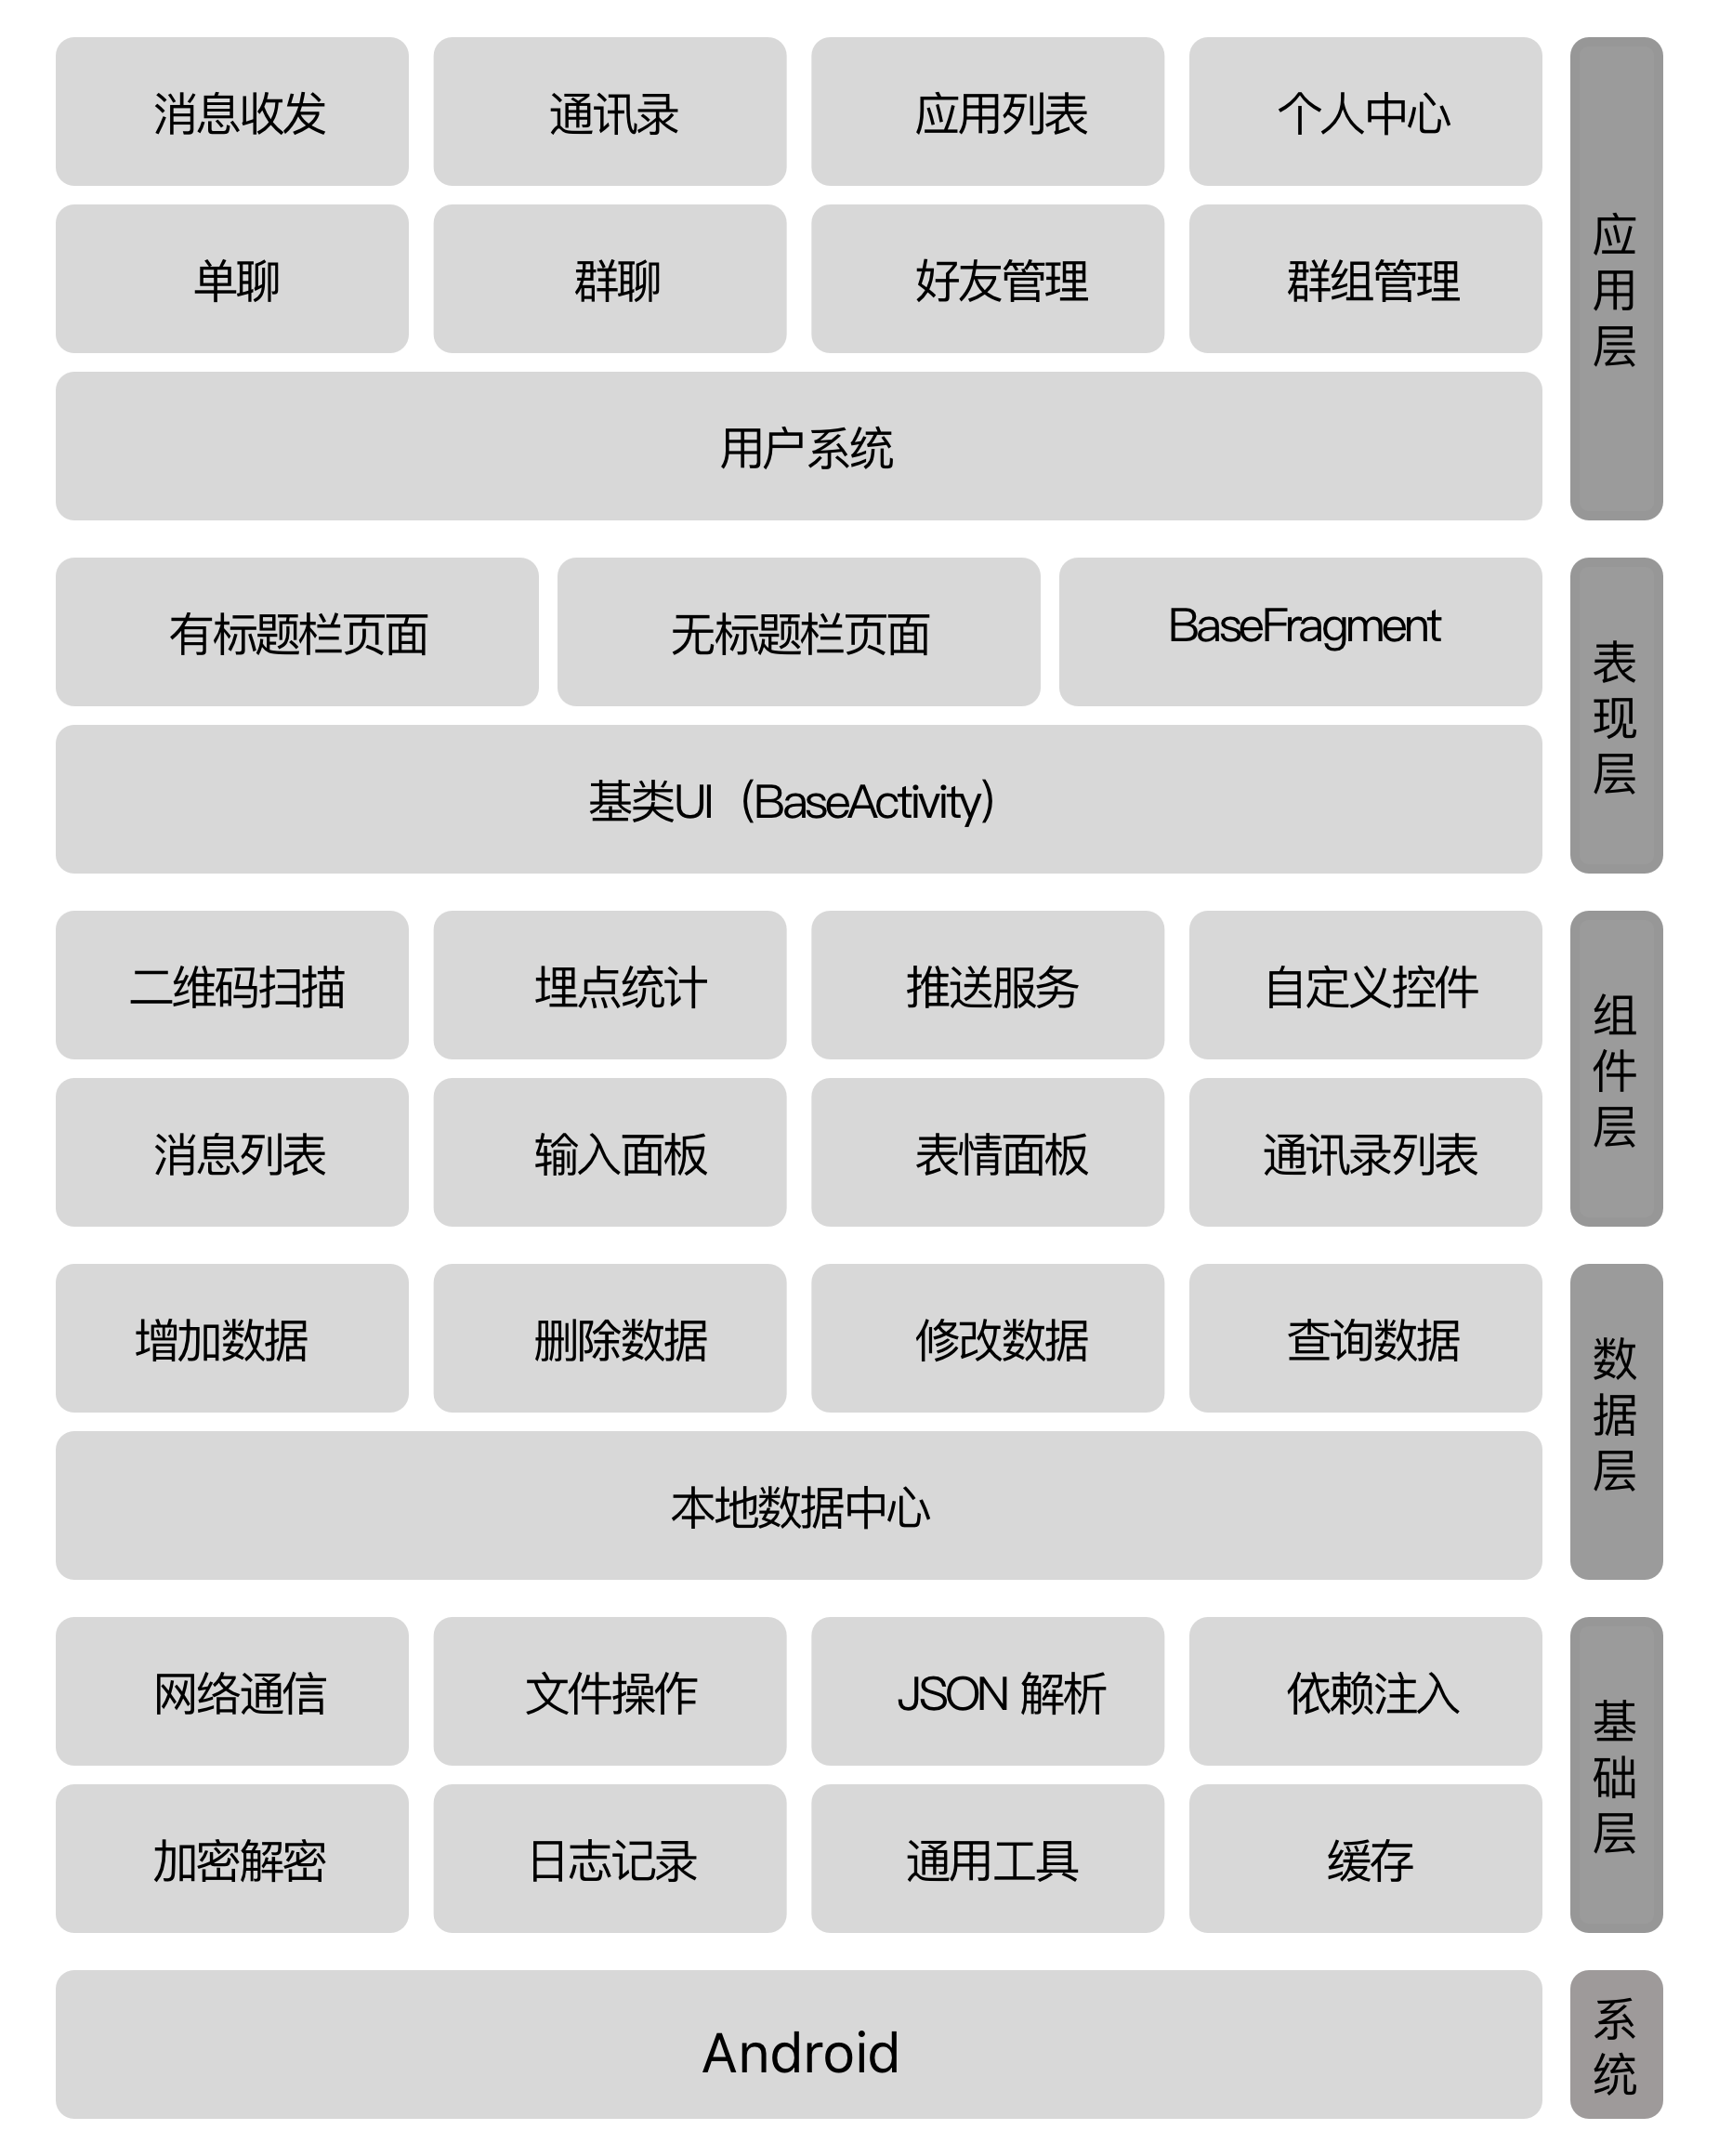 消息收发
通讯录
应用列表
个人中心
单聊
群聊
好友管理
群组管理
用户系统
应用层
有标题栏页面
无标题栏页面
BaseFragment
基类UI（BaseActivity）
表现层
二维码扫描
埋点统计
推送服务
自定义控件
消息列表
输入面板
表情面板
通讯录列表
组件层
增加数据
删除数据
修改数据
查询数据
本地数据中心
数据层
网络通信
文件操作
JSON 解析
依赖注入
加密解密
日志记录
通用工具
缓存
基础层
Android
系统